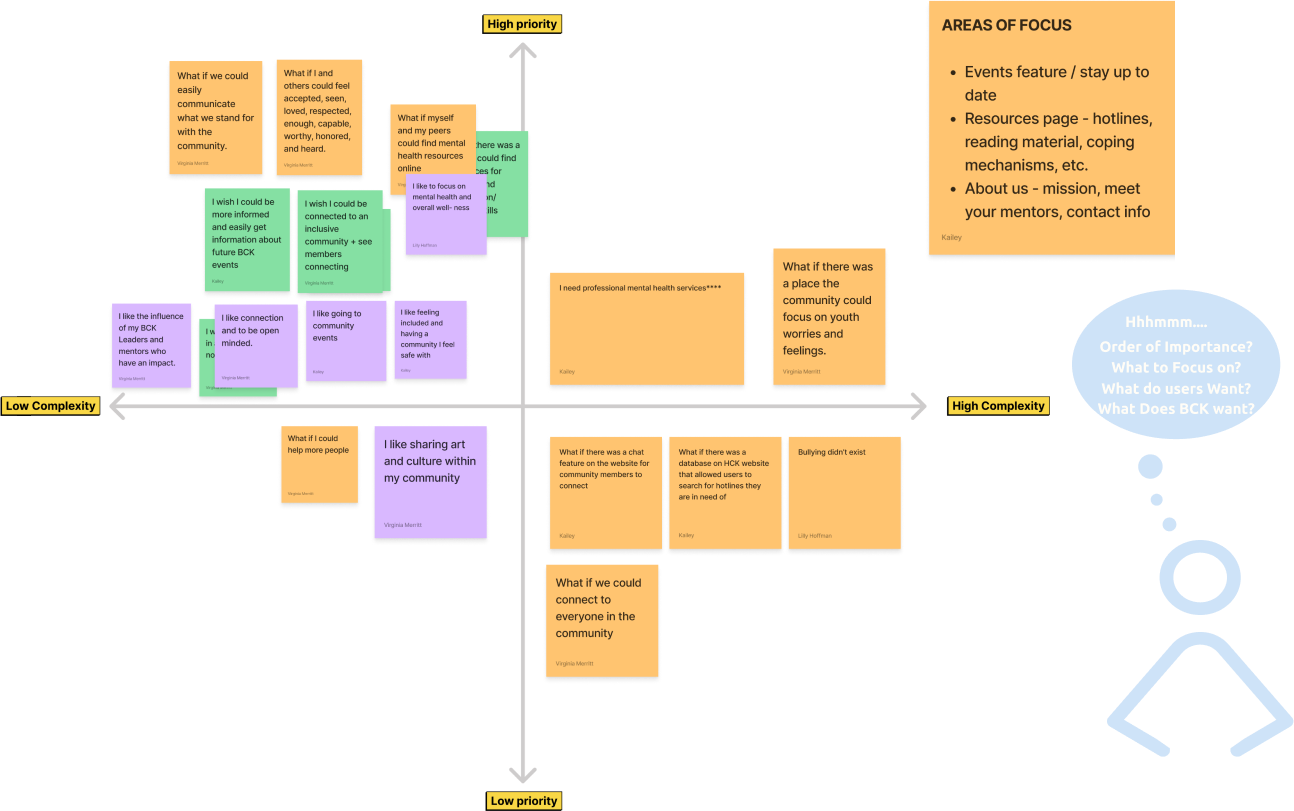 High priority
What if we could
easily
communicate
what we stand for
with the
community.
Virginia Merritt
What if I and
others could feel
accepted, seen,
loved, respected,
enough, capable,
worthy, honored,
and heard.
Virginia Merritt
What if myself
and my peers
could find mental
health resources
online
here was a
could find
ces for
nd
on/
ills
I like to focus on
mental health and
overall well- ness
Lilly Hoffman
I wish I could be
more informed
and easily get
information about
future BCK
events
Kailey
I wish I could be
connected to an
inclusive
community + see
members
connecting
Virginia Merritt
I like the influence
of my BCK
Leaders and
mentors who
have an impact.
Virginia Merritt
I w
in
no
I like connection
and to be open
minded.
Virginia Merritt
I like going to
community
events
Kailey
I like feeling
included and
having a
community I feel
safe with
Kailey
I need professional mental health services****
Kailey
What if there was
a place the
community could
focus on youth
worries and
feelings.
Virginia Merritt
Low Complexity
High Complexity
What if I could
help more people
Virginia Merritt
I like sharing art
and culture within
my community
Virginia Merritt
What if there was a chat
feature on the website for
community members to
connect
Kailey
What if there was a
database on HCK website
that allowed users to
search for hotlines they
are in need of
Kailey
Bullying didn't exist
Lilly Hoffman
What if we could
connect to
everyone in the
community
Virginia Merritt
Low priority
AREAS OF FOCUS
• Events feature / stay up to
date
• Resources page - hotlines,
reading material, coping
mechanisms, etc.
• About us - mission, meet
your mentors, contact info
Kailey
Hhhmmm....
Order of Importance?
What to Focus on?
What do users Want?
What Does BCK want?